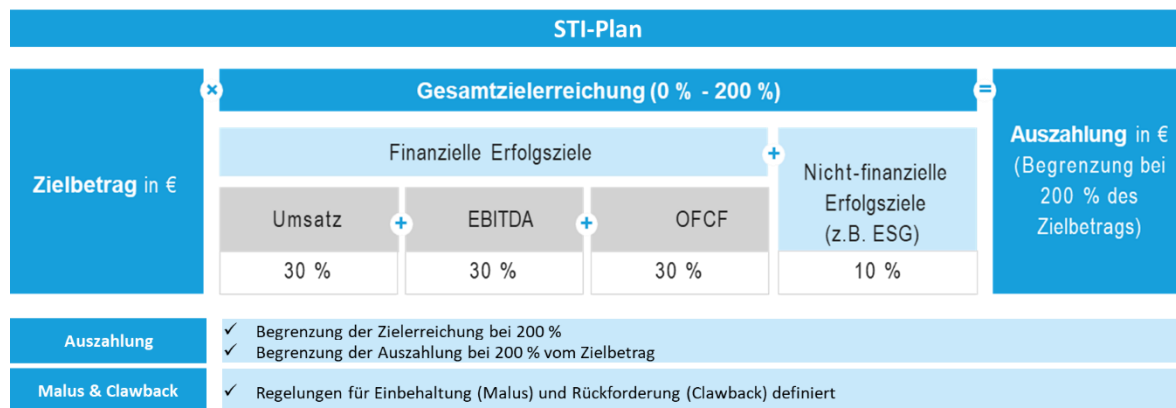 STI-Plan
Zielbetrag in €
×
Gesamtzielerreichung (0 % - 200 %)
=
Auszahlung in €
(Begrenzung bei
200 % des
Zielbetrags)
Finanzielle Erfolgsziele
+
Nicht-finanzielle
Erfolgsziele
(z.B. ESG)
Umsatz
+
EBITDA
+
OFCF
30 %
30 %
30 %
10 %
Auszahlung
✓ Begrenzung der Zielerreichung bei 200 %
✓ Begrenzung der Auszahlung bei 200 % vom Zielbetrag
Malus & Clawback
✓ Regelungen für Einbehaltung (Malus) und Rückforderung (Clawback) definiert